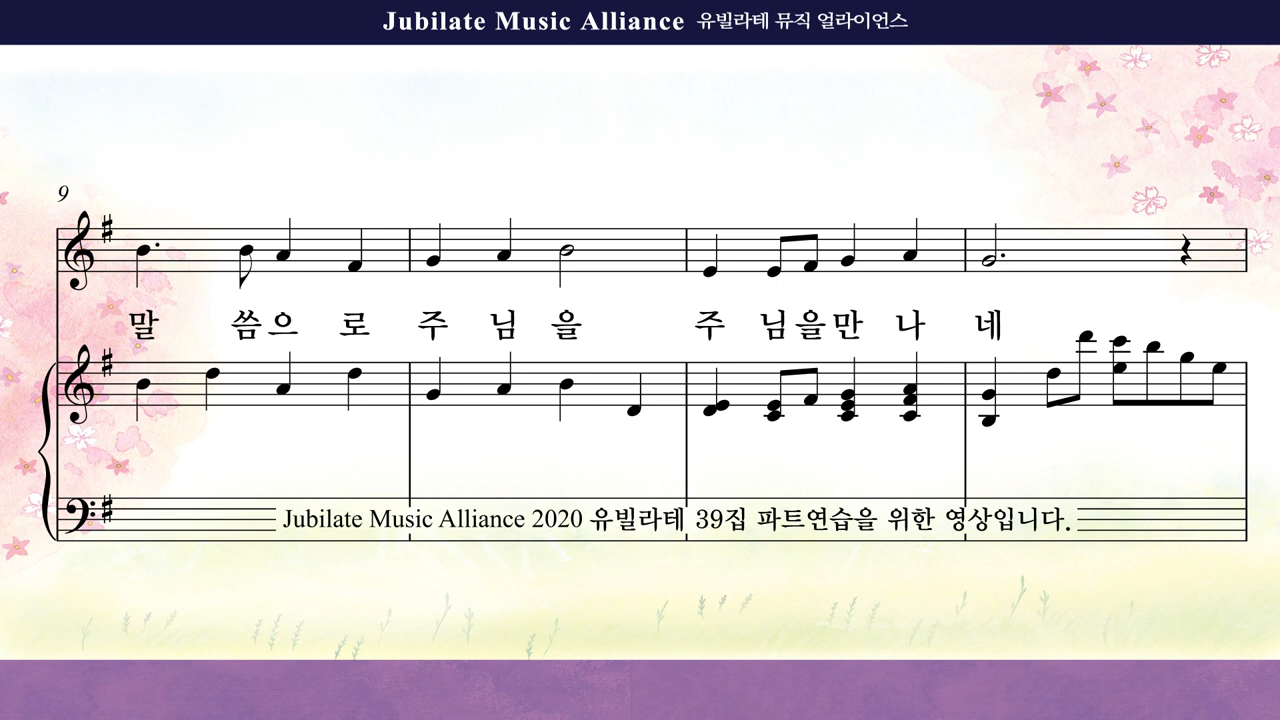 Jubilate Music Alliance 유빌라테 뮤직 얼라이언스
9
말 씀으 로 주 님 을 주 님을만 나 네
Jubilate Music Alliance 2020 유빌라테 39집 파트연습을 위한 영상입니다.